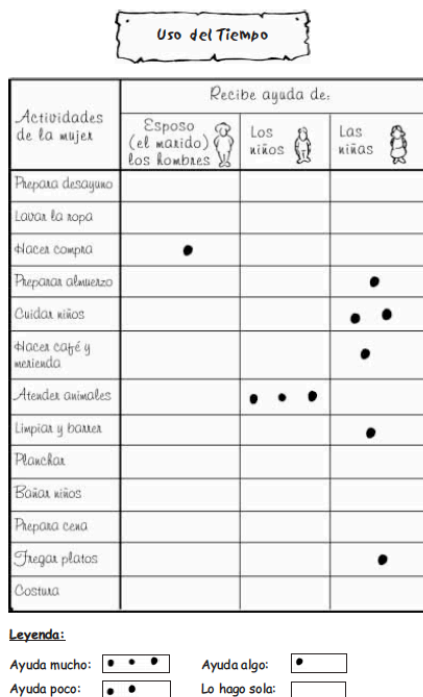 Uso del Tiempo
Actividades
de la mujer
Recibe ayuda de:
Esposo
(el marido)
los hombres
Los
niños
Las
niñas
Prepara desayuno
Lavar la ropa
Hacer compra
Preparar almuerzo
Cuidar niños
Hacer café y
merienda
Atender animales
Limpiar y barrer
Planchar
Bañar niños
Prepara cena
Fregar platos
Costura
Leyenda:
Ayuda mucho:
Ayuda algo:
Ayuda poco:
Lo hago sola: